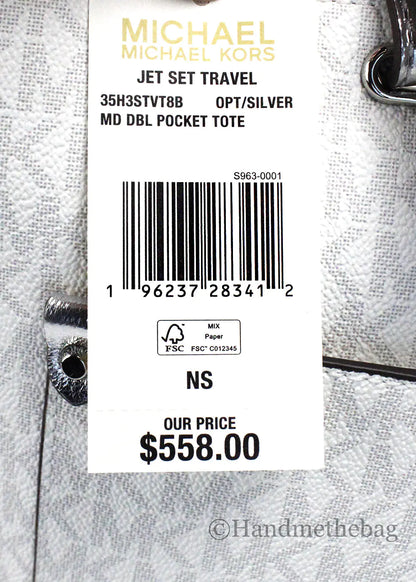 MICHAEL
MICHAEL KORS
JET SET TRAVEL
35H3STVT8B OPT/SILVER
MD DBL POCKET TOTE
S963-0001
1 96237 28341 2
FSC
MIX
Paper
FSC™ C012345
NS
OUR PRICE
$558.00
©Handmethebag